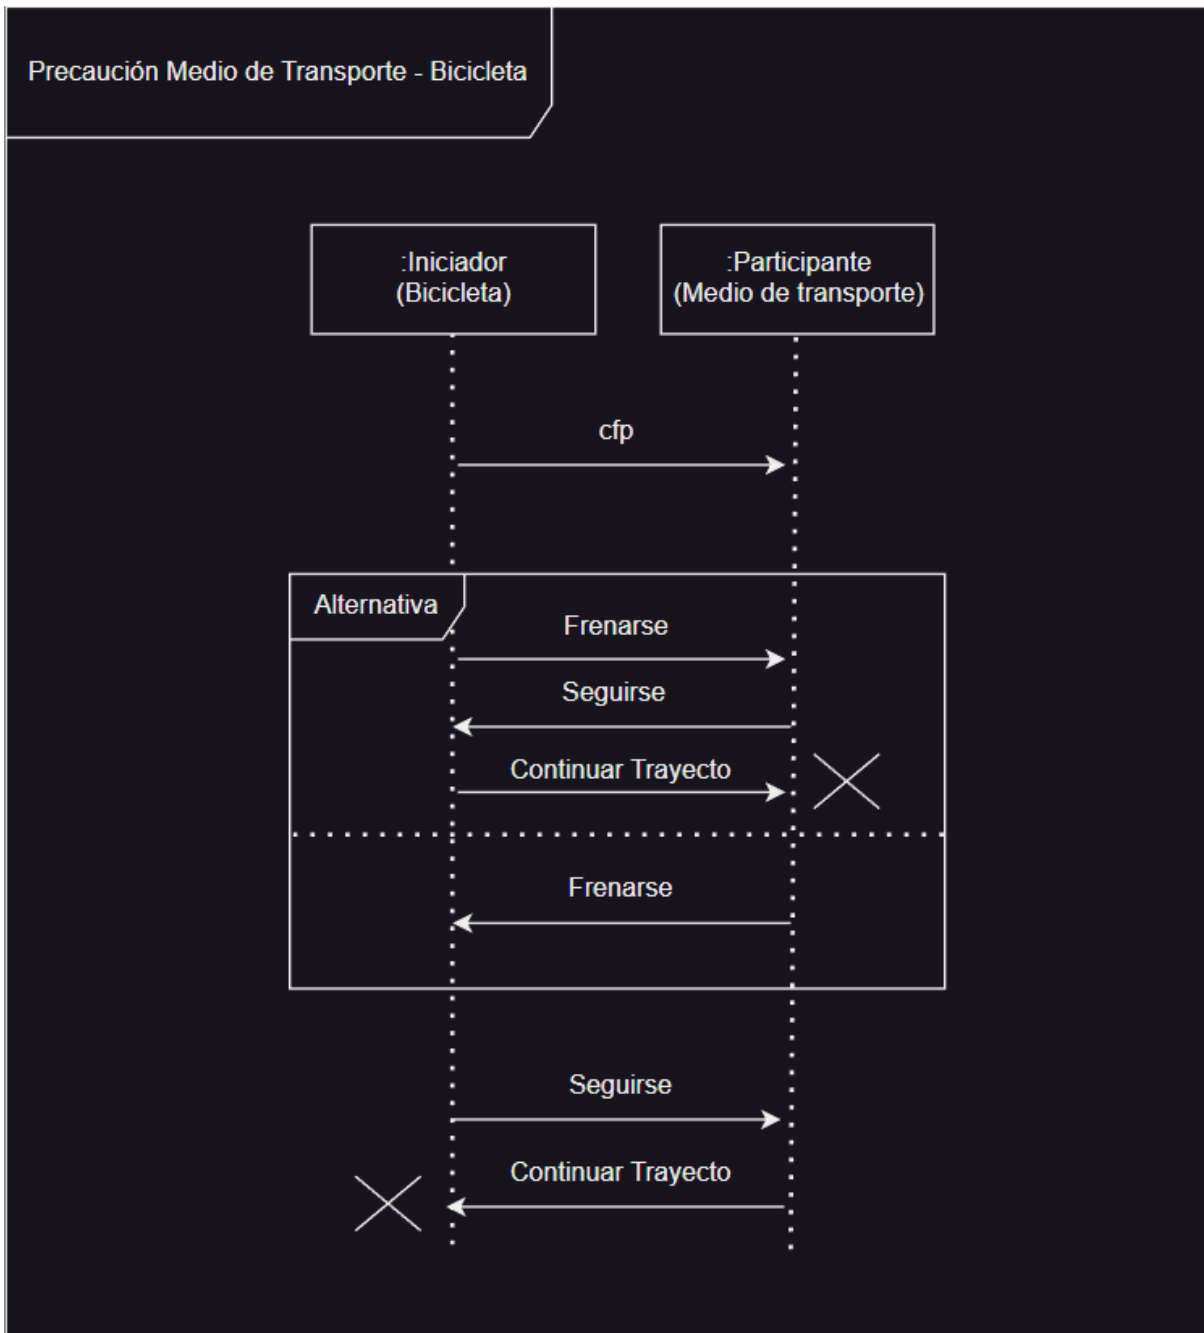 Precaución Medio de Transporte - Bicicleta
:Iniciador
(Bicicleta)
:Participante
(Medio de transporte)
cfp
Alternativa
Frenarse
Seguirse
Continuar Trayecto
Frenarse
Seguirse
Continuar Trayecto